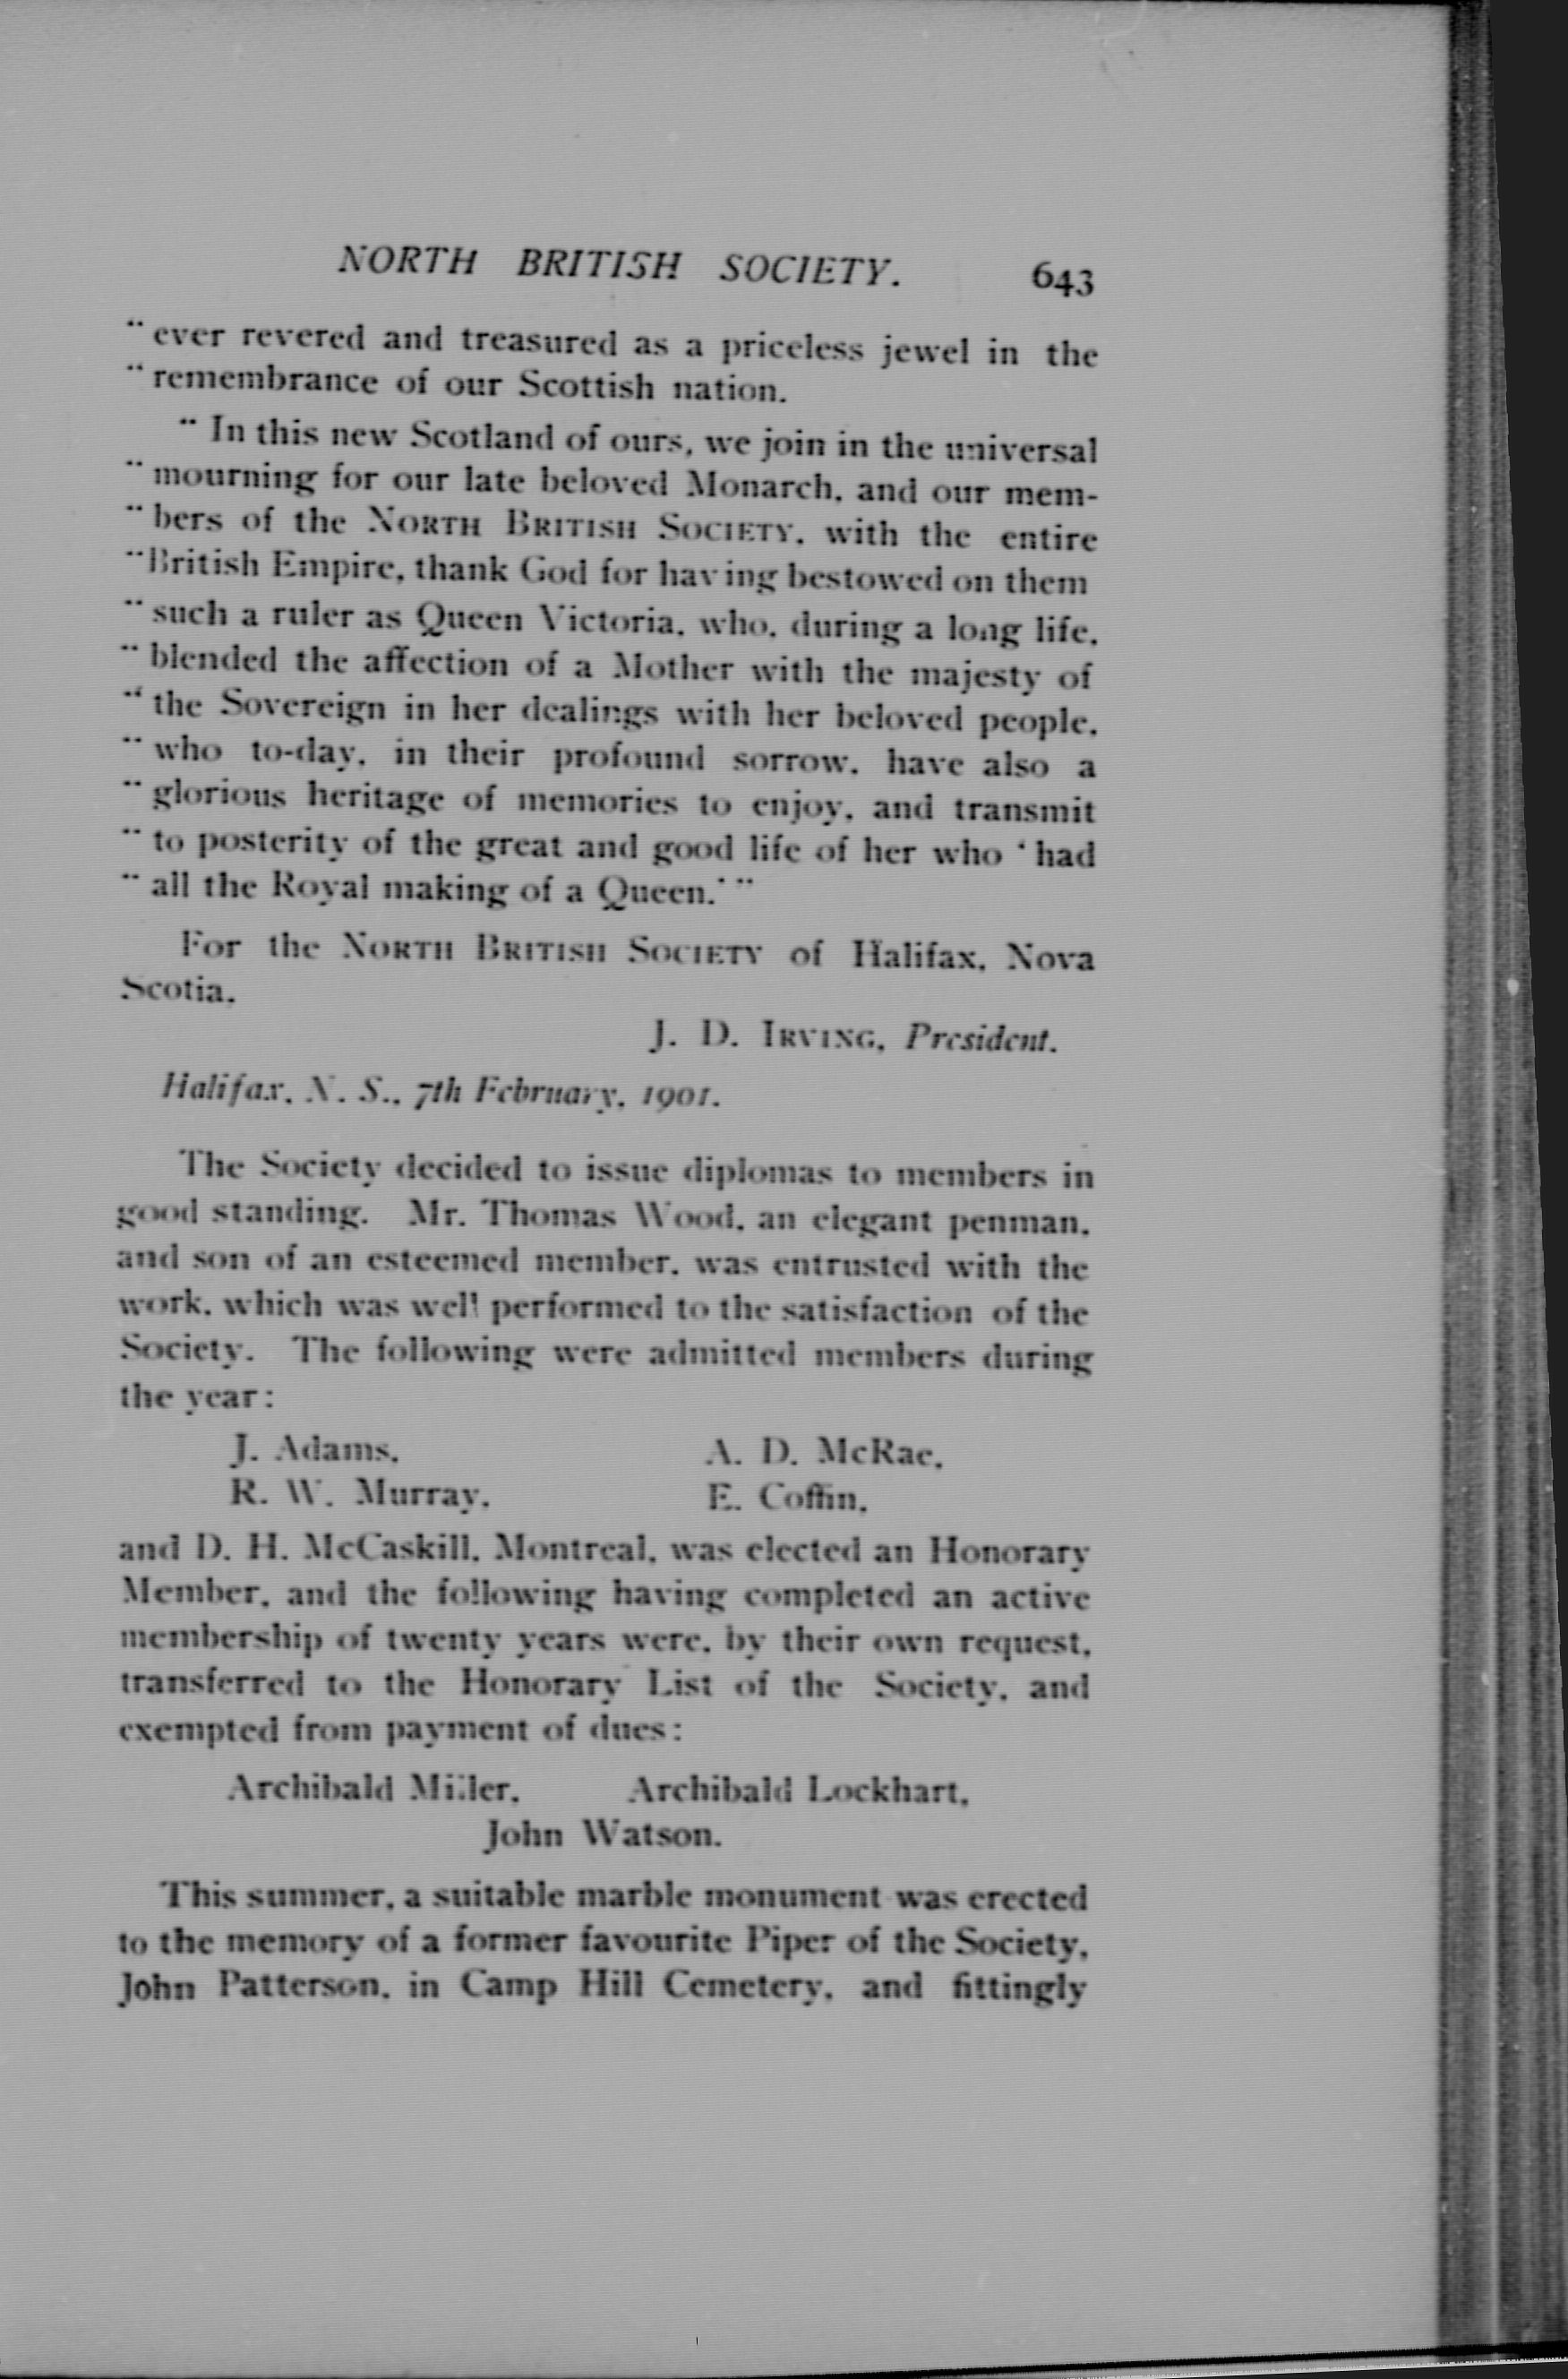 NORTH BRITISH SOCIETY. 643
" ever revered and treasured as a priceless jewel in the
" remembrance of our Scottish nation.
" In this new Scotland of ours, we join in the universal
" mourning for our late beloved Monarch, and our mem-
" bers of the NORTH BRITISH SOCIETY, with the entire
" British Empire, thank God for having bestowed on them
" such a ruler as Queen Victoria, who, during a long life,
" blended the affection of a Mother with the majesty of
" the Sovereign in her dealings with her beloved people,
" who to-day, in their profound sorrow, have also a
" glorious heritage of memories to enjoy, and transmit
" to posterity of the great and good life of her who ' had
" all the Royal making of a Queen.' "
For the NORTH BRITISH SOCIETY of Halifax, Nova
Scotia,
J. D. IRVING, President.
Halifax, N. S., 7th February, 1901.
The Society decided to issue diplomas to members in
good standing. Mr. Thomas Wood, an elegant penman,
and son of an esteemed member, was entrusted with the
work, which was well performed to the satisfaction of the
Society. The following were admitted members during
the year:
J. Adams, A. D. McRae,
R. W. Murray, E. Coffin,
and D. H. McCaskill, Montreal, was elected an Honorary
Member, and the following having completed an active
membership of twenty years were, by their own request,
transferred to the Honorary List of the Society, and
exempted from payment of dues:
Archibald Miller, Archibald Lockhart,
John Watson.
This summer, a suitable marble monument was erected
to the memory of a former favourite Piper of the Society,
John Patterson, in Camp Hill Cemetery, and fittingly